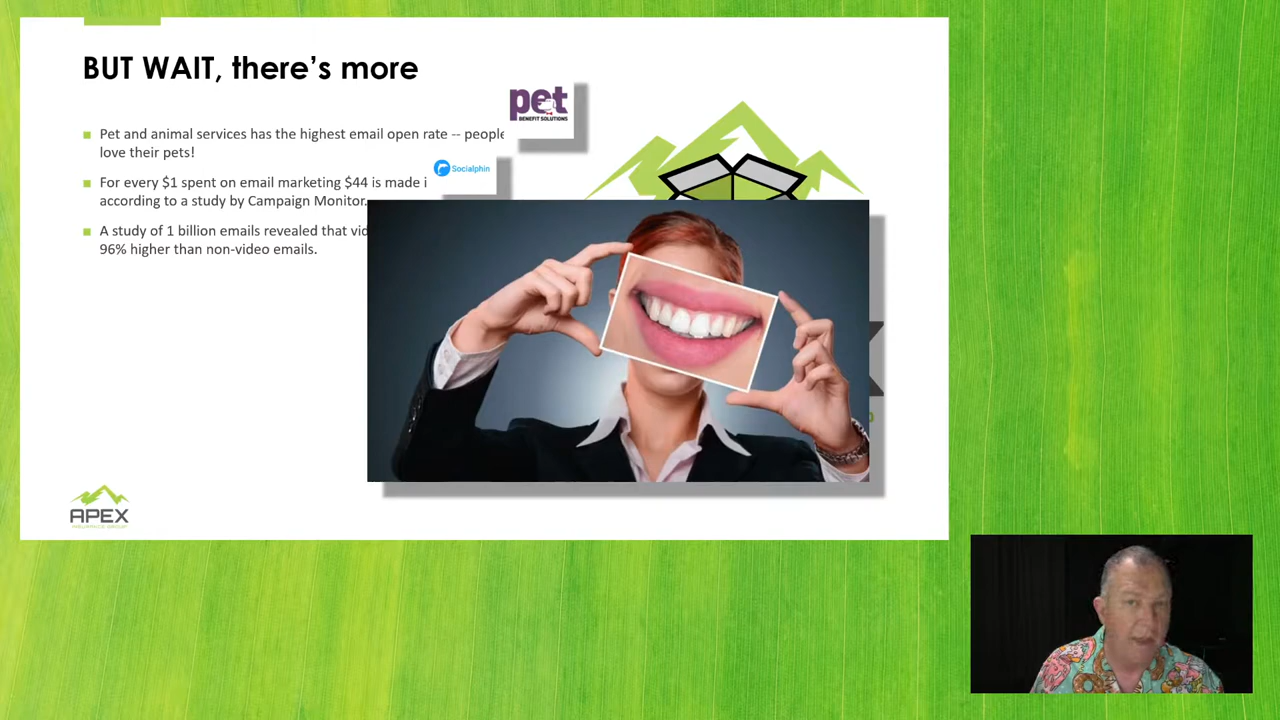 BUT WAIT, there's more
pet
BENEFIT SOLUTIONS
Pet and animal services has the highest email open rate -- people
love their pets!
Socialphin
For every $1 spent on email marketing $44 is made i
according to a study by Campaign Monitor.
A study of 1 billion emails revealed that vid
96% higher than non-video emails.
APEX
INSURANCE GROUP